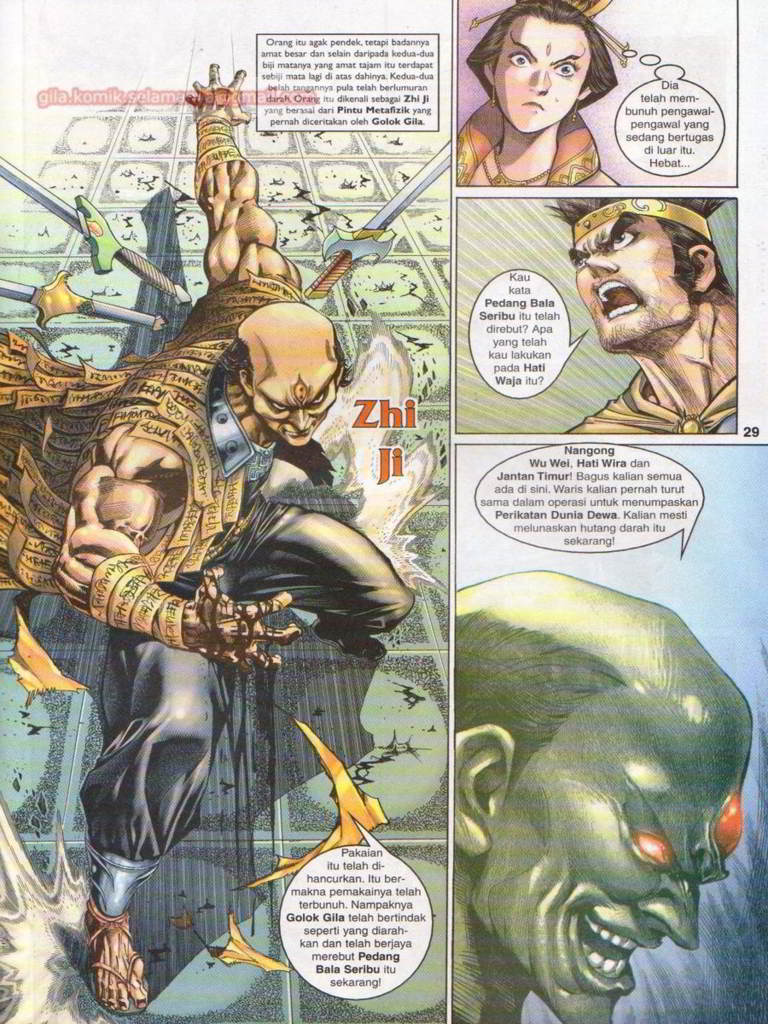 Orang itu agak pendek, tetapi badannya
amat besar dan selain daripada kedua-dua
biji matanya yang amat tajam itu terdapat
sebiji mata lagi di atas dahinya. Kedua-dua
belah tangannya pula telah berlumuran
darah. Orang itu dikenali sebagai Zhi Ji
yang berasal dari Pintu Metafizik yang
pernah diceritakan oleh Golok Gila.
Zhi
Ji
Pakaian
itu telah di-
hancurkan. Itu ber-
makna pemakainya telah
terbunuh. Nampaknya
Golok Gila telah bertindak
seperti yang diarah-
kan dan telah berjaya
merebut Pedang
Bala Seribu itu
sekarang!
Dia
telah mem-
bunuh pengawal-
pengawal yang
sedang bertugas
di luar itu.
Hebat...
Kau
kata
Pedang Bala
Seribu itu telah
direbut? Apa
yang telah
kau lakukan
pada Hati
Waja itu?
29
Nangong
Wu Wei, Hati Wira dan
Jantan Timur! Bagus kalian semua
ada di sini. Waris kalian pernah turut
sama dalam operasi untuk menumpaskan
Perikatan Dunia Dewa. Kalian mesti
melunaskan hutang darah itu
sekarang!